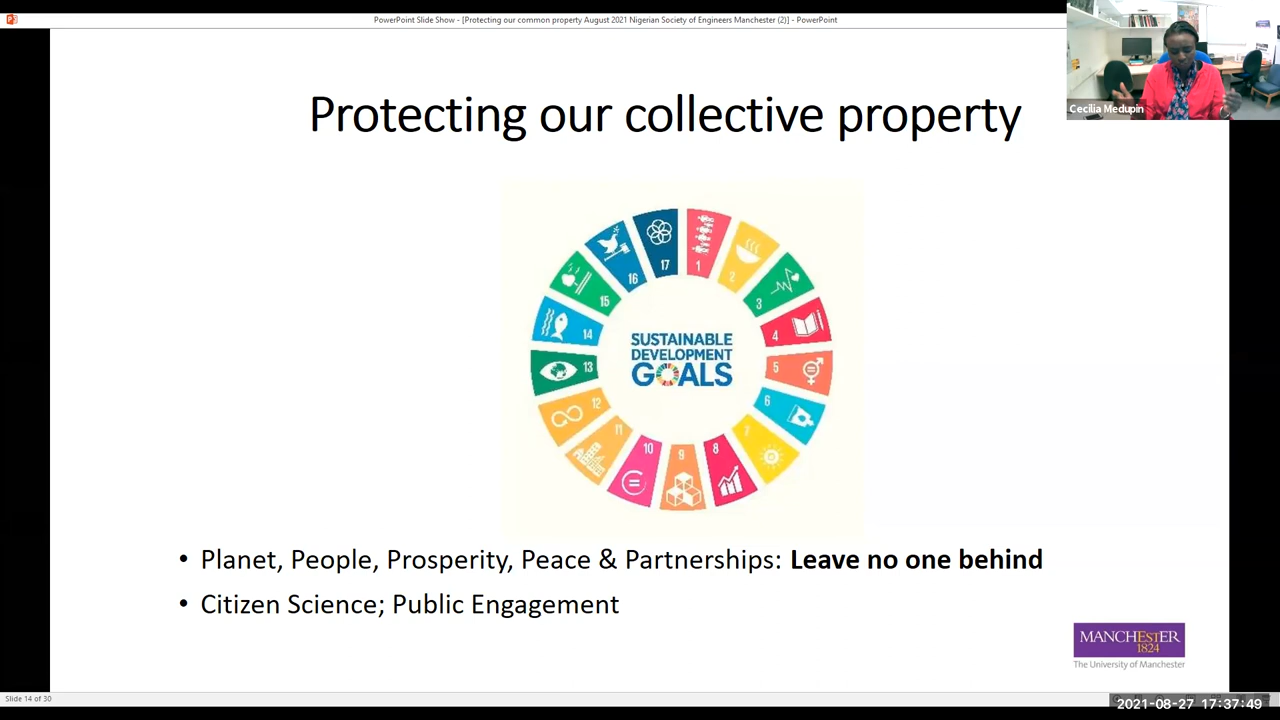 PowerPoint Slide Show - [Protecting our common property August 2021 Nigerian Society of Engineers Manchester (2)] - PowerPoint
Cecilia Medupin
Protecting our collective property
17
1
16
2
15
3
14
4
SUSTAINABLE
DEVELOPMENT
GOALS
13
5
12
6
11
7
10
9
8
• Planet, People, Prosperity, Peace & Partnerships: Leave no one behind
• Citizen Science; Public Engagement
MANCHESTER
1824
The University of Manchester
Slide 14 of 30
2021-08-27 17:37:49